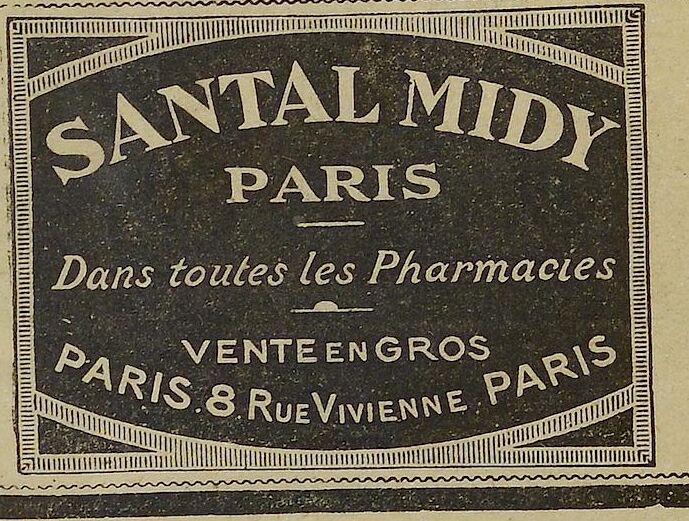 SANTAL MIDY
PARIS
Dans toutes les Pharmacies
VENTE EN GROS
PARIS. 8 RUE VIVIENNE PARIS